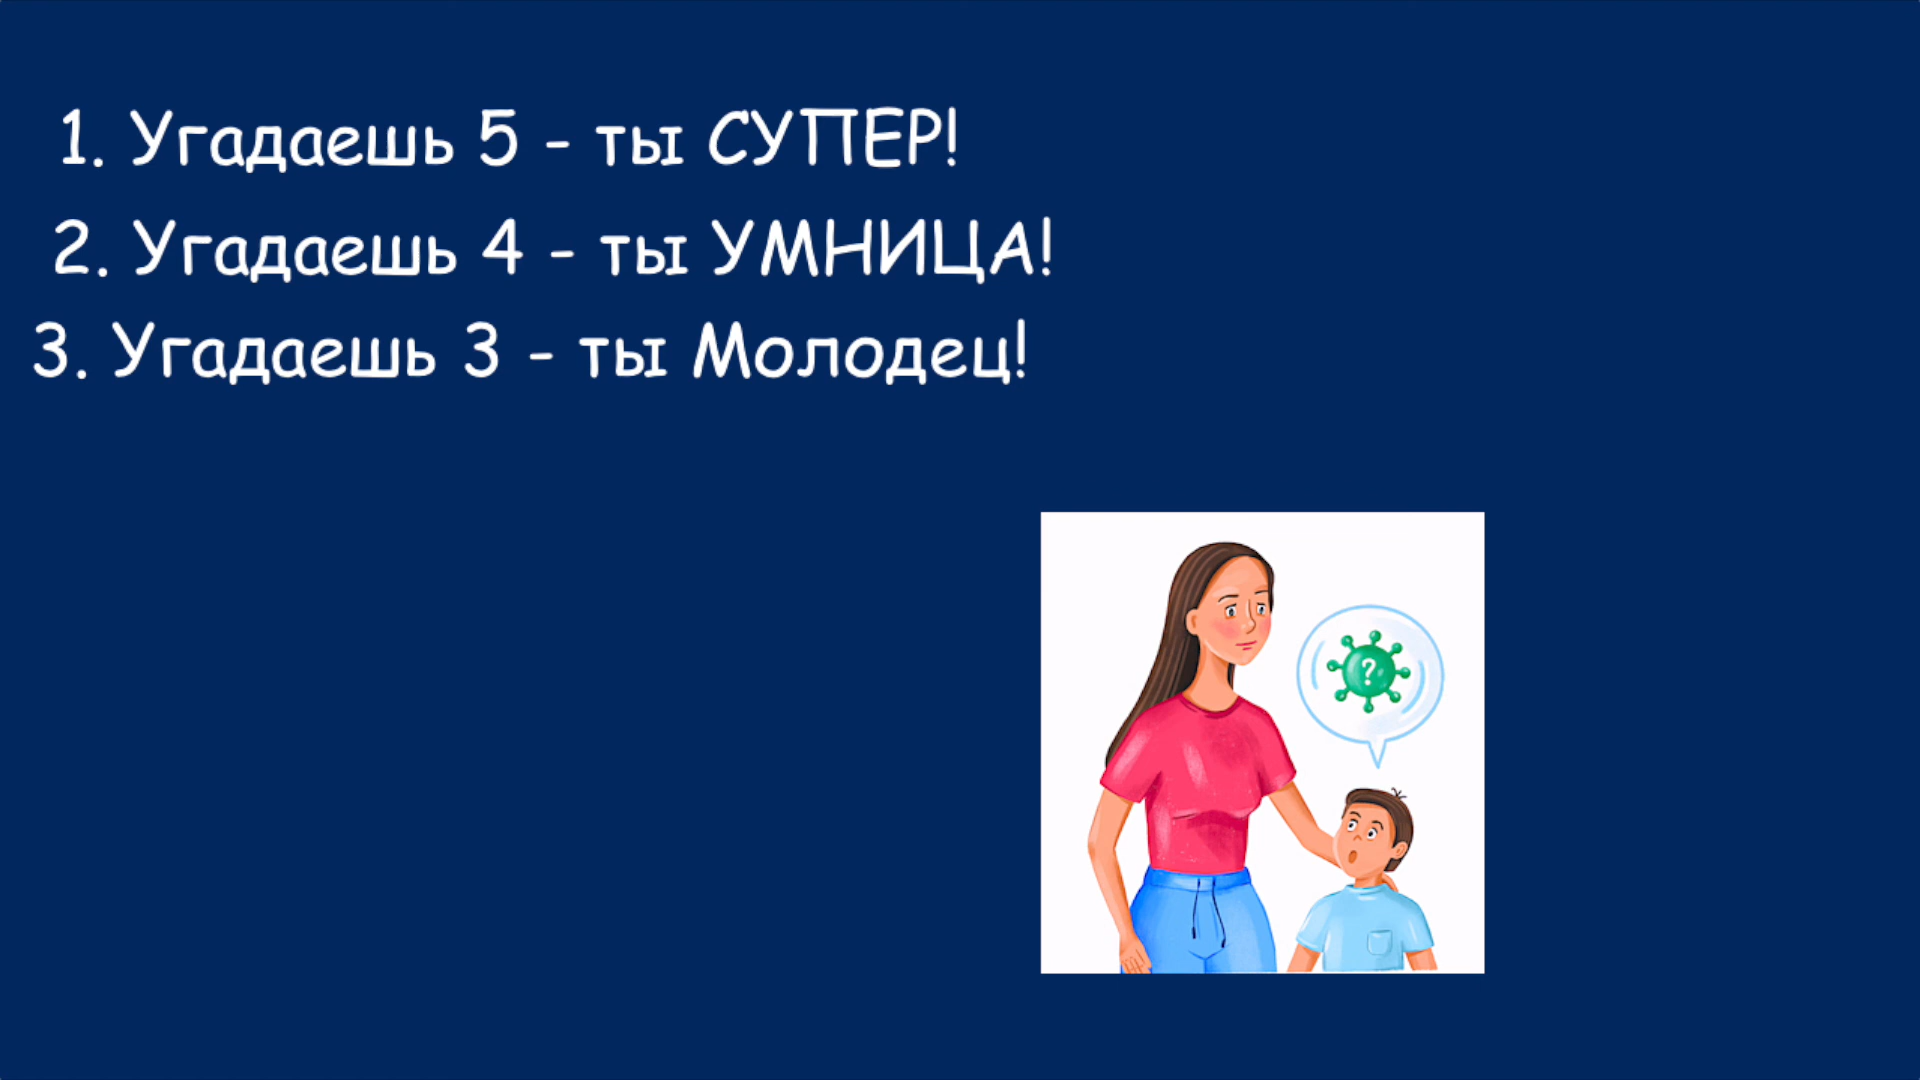 1. Угадаешь 5 - ты СУПЕР!
2. Угадаешь 4 - ты УМНИЦА!
3. Угадаешь 3 - ты Молодец!
?